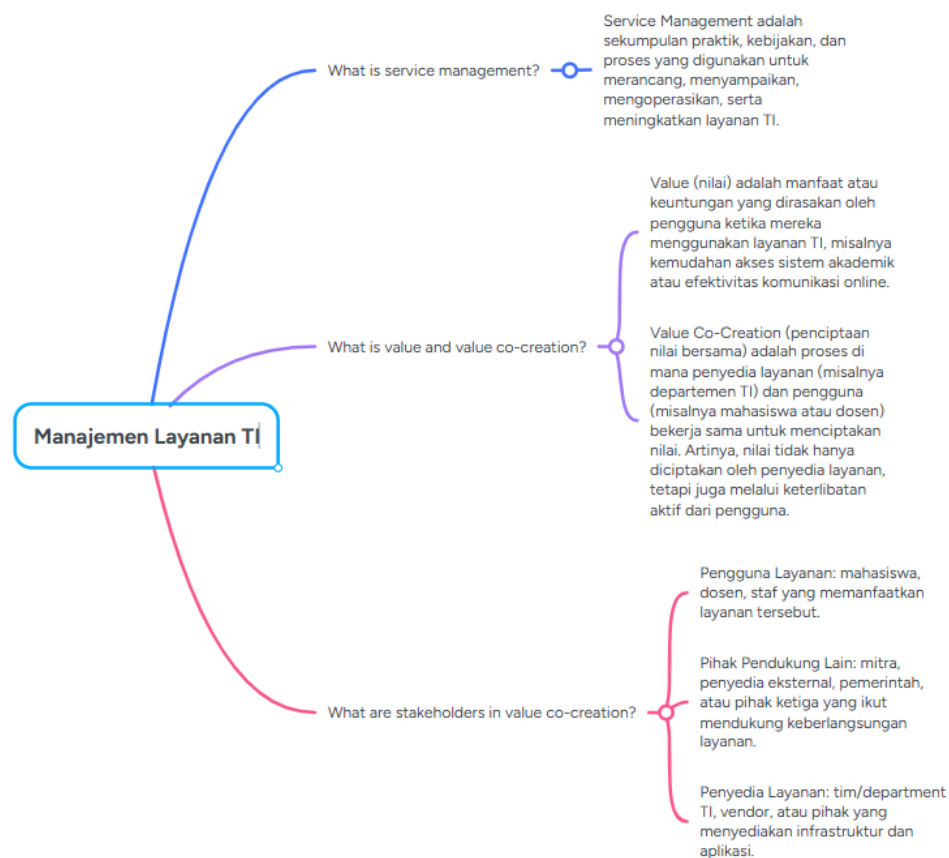 Manajemen Layanan TI
What is service management?
Service Management adalah
sekumpulan praktik, kebijakan, dan
proses yang digunakan untuk
merancang, menyampaikan,
mengoperasikan, serta
meningkatkan layanan TI.
What is value and value co-creation?
Value (nilai) adalah manfaat atau
keuntungan yang dirasakan oleh
pengguna ketika mereka
menggunakan layanan TI, misalnya
kemudahan akses sistem akademik
atau efektivitas komunikasi online.
Value Co-Creation (penciptaan
nilai bersama) adalah proses di
mana penyedia layanan (misalnya
departemen TI) dan pengguna
(misalnya mahasiswa atau dosen)
bekerja sama untuk menciptakan
nilai. Artinya, nilai tidak hanya
diciptakan oleh penyedia layanan,
tetapi juga melalui keterlibatan
aktif dari pengguna.
What are stakeholders in value co-creation?
Pengguna Layanan: mahasiswa,
dosen, staf yang memanfaatkan
layanan tersebut.
Pihak Pendukung Lain: mitra,
penyedia eksternal, pemerintah,
atau pihak ketiga yang ikut
mendukung keberlangsungan
layanan.
Penyedia Layanan: tim/department
TI, vendor, atau pihak yang
menyediakan infrastruktur dan
aplikasi.